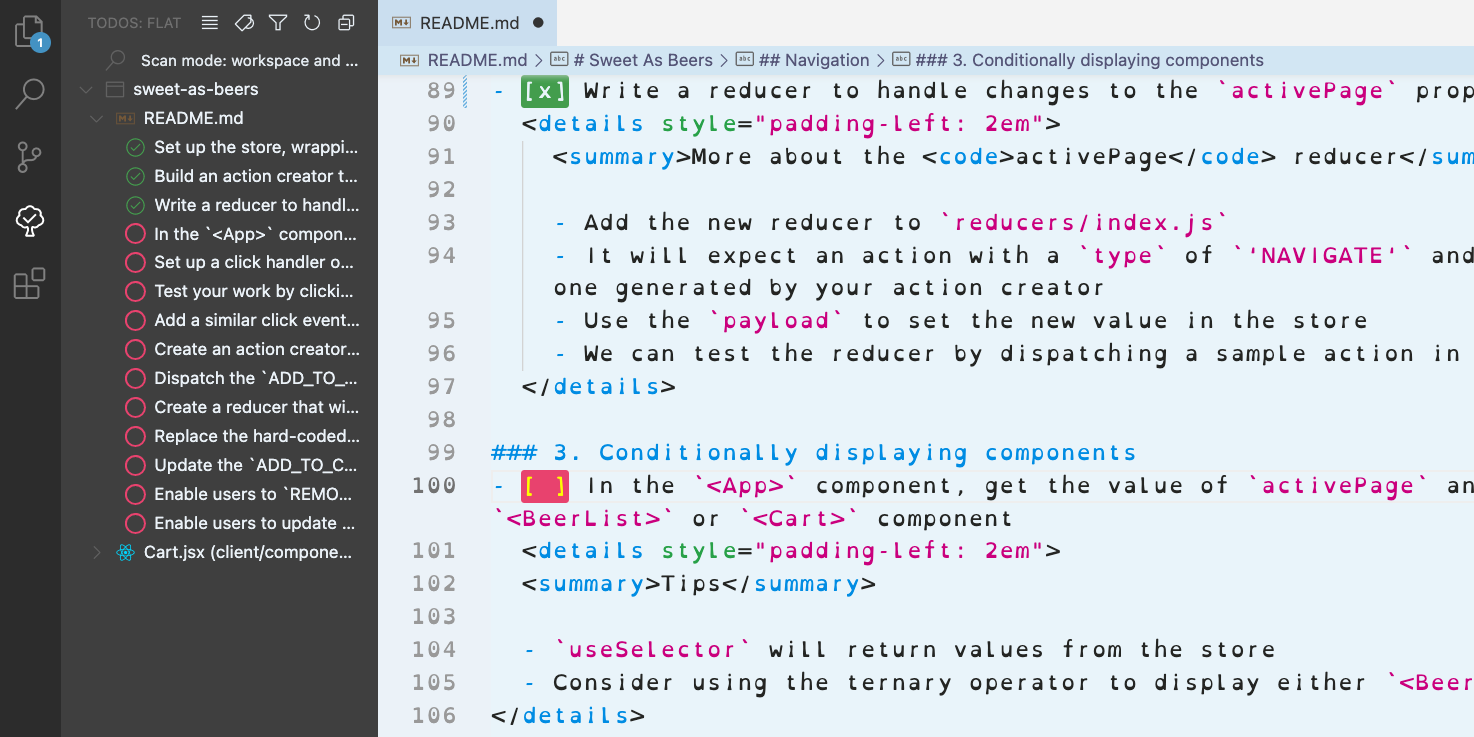 TODOS: FLAT
1
Scan mode: workspace and ...
sweet-as-beers
README.md
Set up the store, wrappi...
Build an action creator t...
Write a reducer to handl...
In the `<App>` compon...
Set up a click handler o...
Test your work by clicki...
Add a similar click event...
Create an action creator...
Dispatch the `ADD_TO_...
Create a reducer that wi...
Replace the hard-coded...
Update the `ADD_TO_C...
Enable users to `REMO...
Enable users to update ...
Cart.jsx (client/compone...
README.md
README.md > # Sweet As Beers > ## Navigation > ### 3. Conditionally displaying components
89 - [x] Write a reducer to handle changes to the `activePage` prop
90 <details style="padding-left: 2em">
91 <summary>More about the <code>activePage</code> reducer</sum
92
93 - Add the new reducer to `reducers/index.js`
94 - It will expect an action with a `type` of `'NAVIGATE'` and
one generated by your action creator
95 - Use the `payload` to set the new value in the store
96 - We can test the reducer by dispatching a sample action in
97 </details>
98
99 ### 3. Conditionally displaying components
100 - [ ] In the `<App>` component, get the value of `activePage` an
`<BeerList>` or `<Cart>` component
101 <details style="padding-left: 2em">
102 <summary>Tips</summary>
103
104 - `useSelector` will return values from the store
105 - Consider using the ternary operator to display either `<Beer
106 </details>